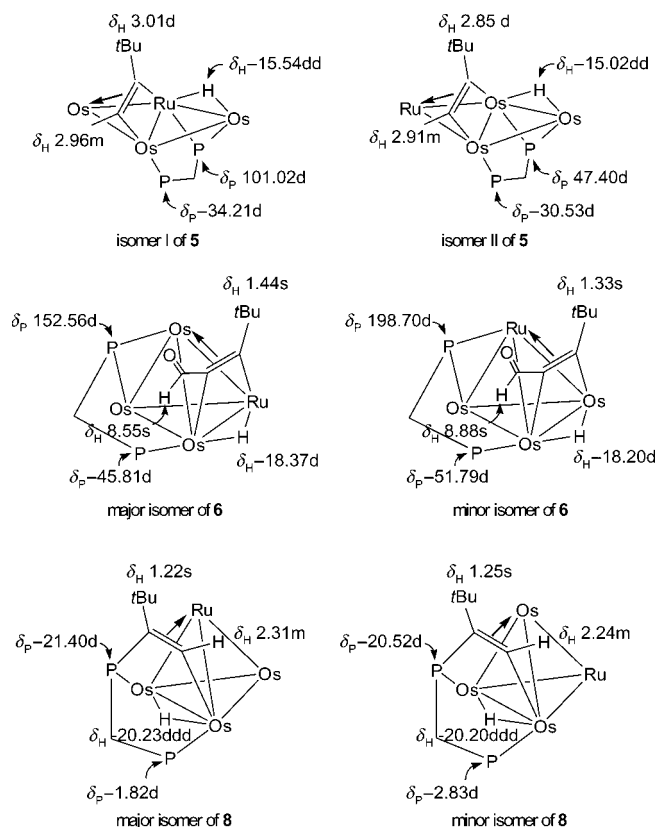 δH 3.01d
tBu
δH −15.54dd
H
Os
Ru
Os
δH 2.96m
Os
P
P
δP 101.02d
δP −34.21d
isomer I of 5
δH 2.85 d
tBu
δH −15.02dd
H
Ru
Os
Os
δH 2.91m
Os
P
P
δP 47.40d
δP −30.53d
isomer II of 5
δH 1.44s
tBu
δP 152.56d
P
Os
O
H
Ru
Os
δH 8.55s
Os
H
P
δH −18.37d
δP −45.81d
major isomer of 6
δH 1.33s
tBu
δP 198.70d
P
Ru
O
H
Os
Os
δH 8.88s
Os
H
P
δH −18.20d
δP −51.79d
minor isomer of 6
δH 1.22s
tBu
Ru
δH 2.31m
H
δP −21.40d
P
Os
Os
H
Os
δH −20.23ddd
P
δP −1.82d
major isomer of 8
δH 1.25s
tBu
Os
δH 2.24m
H
δP −20.52d
P
Os
Ru
H
Os
δH −20.20ddd
P
δP −2.83d
minor isomer of 8